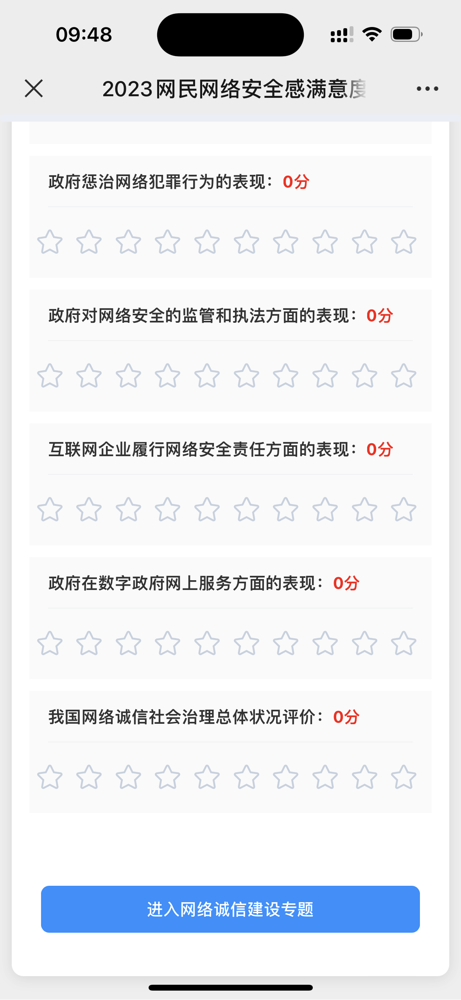 09:48
2023网民网络安全感满意度
政府惩治网络犯罪行为的表现：0分
政府对网络安全的监管和执法方面的表现：0分
互联网企业履行网络安全责任方面的表现：0分
政府在数字政府网上服务方面的表现：0分
我国网络诚信社会治理总体状况评价：0分
进入网络诚信建设专题